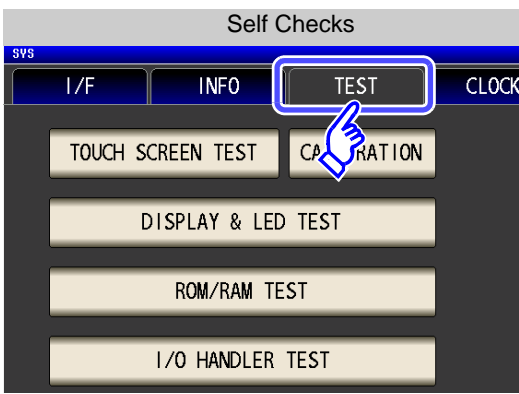 Self Checks
SYS
I/F INFO TEST CLOCK
TOUCH SCREEN TEST
DISPLAY & LED TEST
ROM/RAM TEST
I/O HANDLER TEST